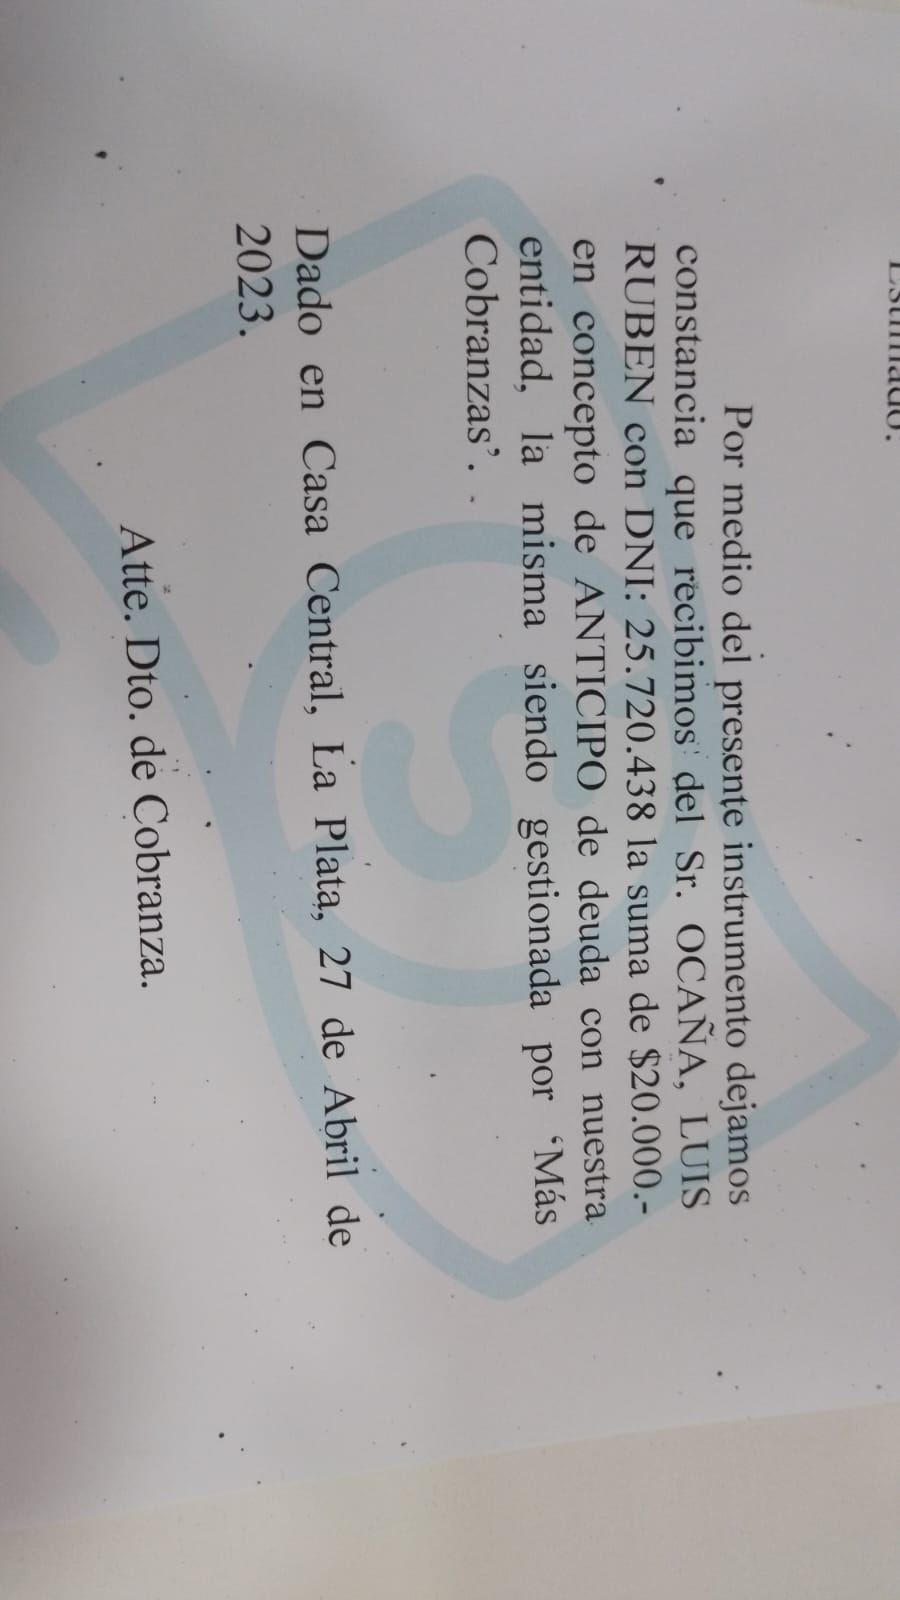 Estimado:
Por medio del presente instrumento dejamos
constancia que recibimos del Sr. OCAÑA, LUIS
RUBEN con DNI: 25.720.438 la suma de $20.000.-
en concepto de ANTICIPO de deuda con nuestra
entidad, la misma siendo gestionada por ‘Más
Cobranzas’.
Dado en Casa Central, La Plata, 27 de Abril de
2023.
Atte. Dto. de Cobranza.